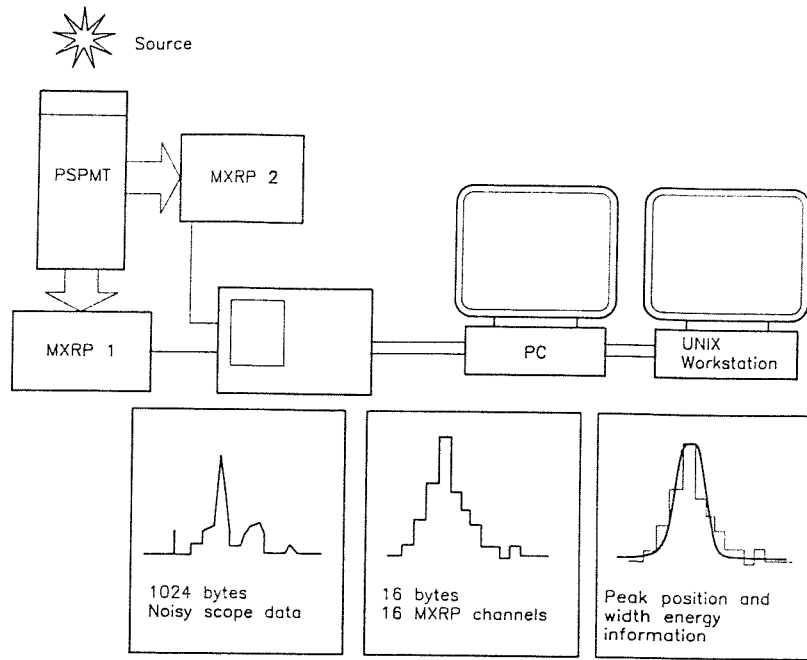 Source
PSPMT
MXRP 2
MXRP 1
PC
UNIX
Workstation
1024 bytes
Noisy scope data
16 bytes
16 MXRP channels
Peak position and
width energy
information